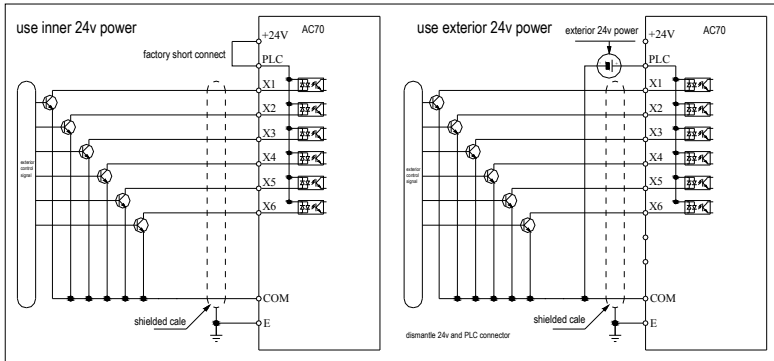 use inner 24v power
AC70
+24V
factory short connect
PLC
X1
X2
X3
X4
X5
X6
exterior control signal
COM
shielded cale
E
use exterior 24v power
exterior 24v power
AC70
+24V
PLC
X1
X2
X3
X4
X5
X6
exterior control signal
COM
shielded cale
dismantle 24v and PLC connector
E